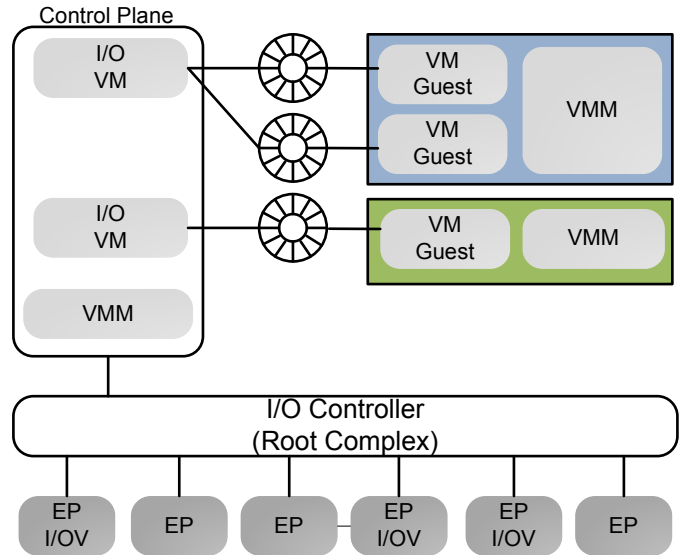 Control Plane
I/O
VM
VM
Guest
VMM
VM
Guest
I/O
VM
VM
Guest
VMM
VMM
I/O Controller
(Root Complex)
EP
I/OV
EP
EP
EP
I/OV
EP
I/OV
EP